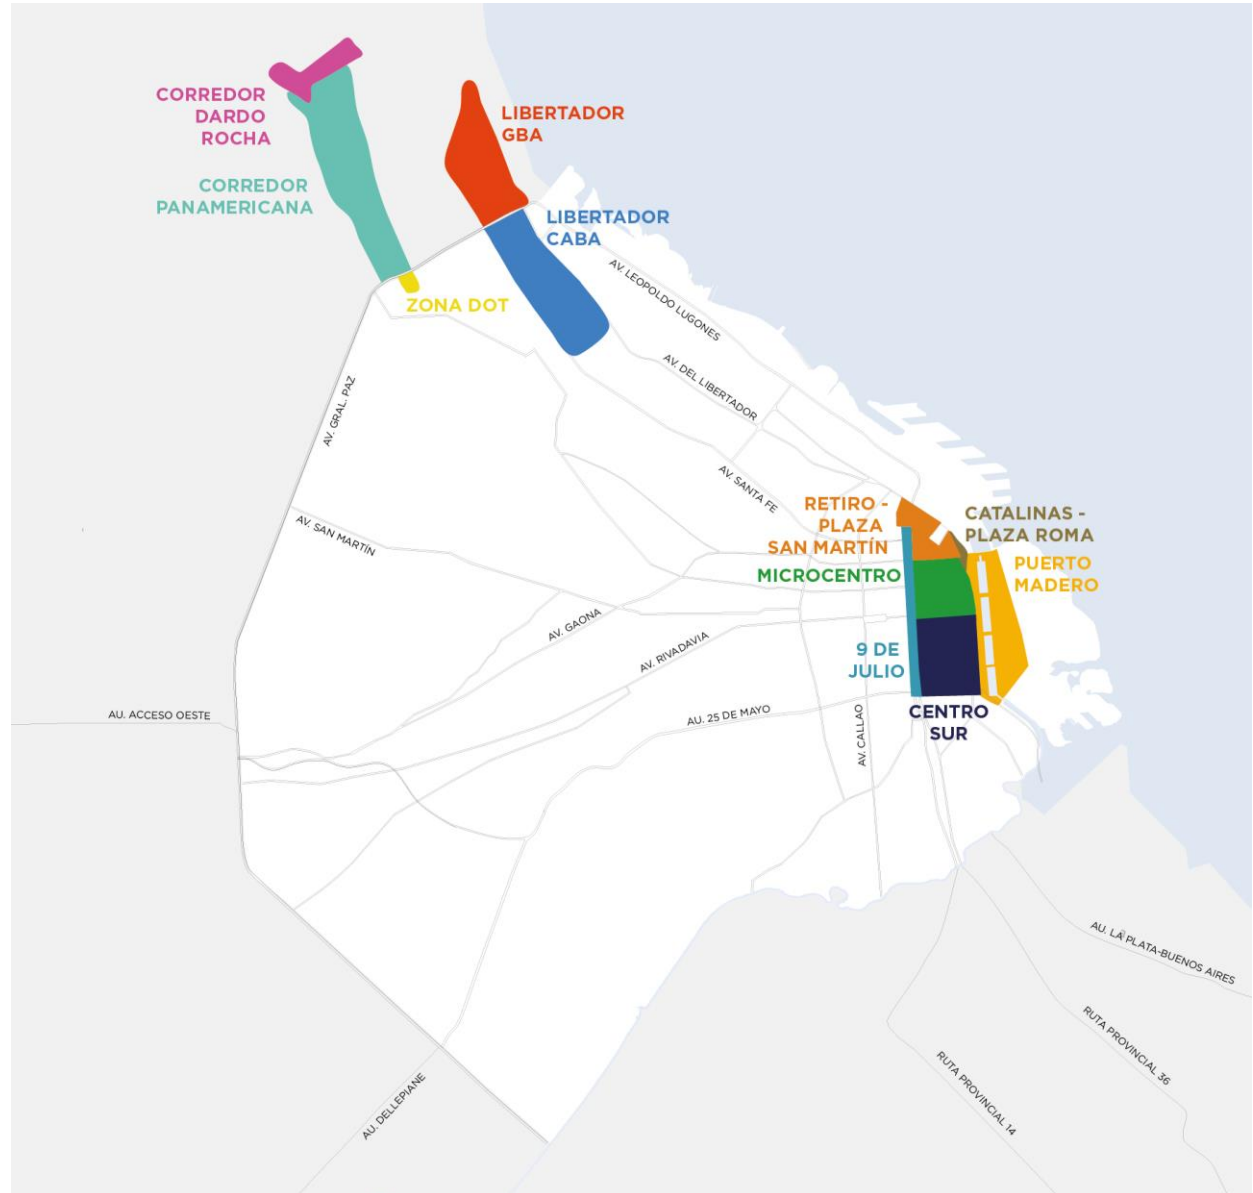 CORREDOR
DARDO
ROCHA
LIBERTADOR
GBA
CORREDOR
PANAMERICANA
LIBERTADOR
CABA
ZONA DOT
AV. LEOPOLDO LUGONES
AV. DEL LIBERTADOR
AV. GRAL. PAZ
AV. SANTA FE
AV. SAN MARTÍN
RETIRO -
PLAZA
SAN MARTÍN
CATALINAS -
PLAZA ROMA
MICROCENTRO
PUERTO
MADERO
AV. GAONA
AV. RIVADAVIA
9 DE
JULIO
AU. ACCESO OESTE
AU. 25 DE MAYO
AV. CALLAO
CENTRO
SUR
AU. LA PLATA-BUENOS AIRES
RUTA PROVINCIAL 36
RUTA PROVINCIAL 14
AU. DELLEPIANE